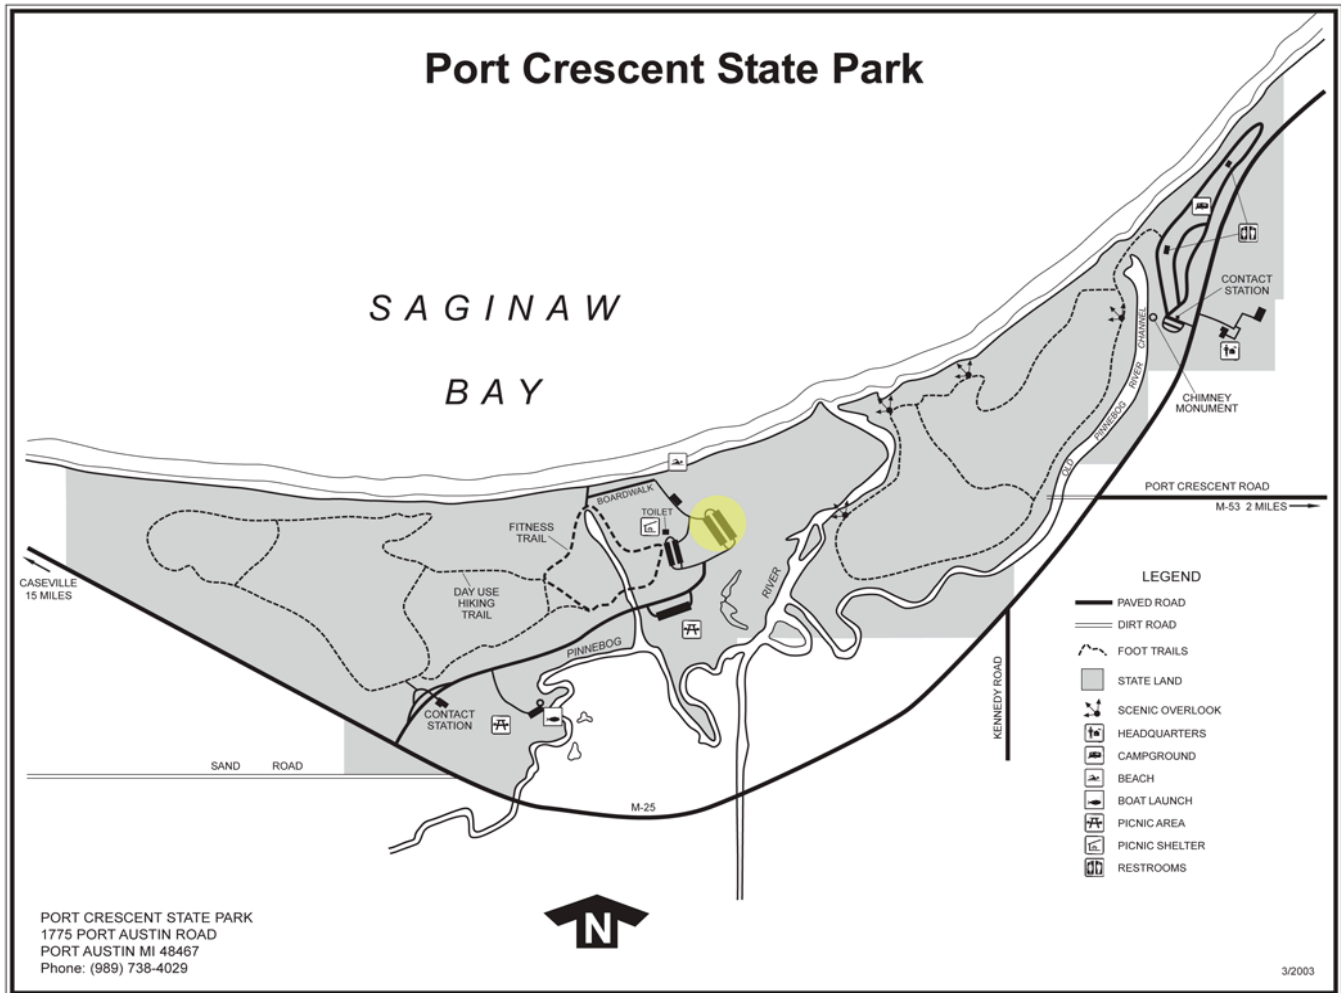 Port Crescent State Park
SAGINAW
BAY
CONTACT
STATION
CHIMNEY
MONUMENT
OLD PINNEBOG RIVER CHANNEL
PORT CRESCENT ROAD
M-53 2 MILES
BOARDWALK
TOILET
FITNESS
TRAIL
DAY USE
HIKING
TRAIL
CASEVILLE
15 MILES
PINNEBOG
RIVER
CONTACT
STATION
SAND ROAD
M-25
KENNEDY ROAD
LEGEND
PAVED ROAD
DIRT ROAD
FOOT TRAILS
STATE LAND
SCENIC OVERLOOK
HEADQUARTERS
CAMPGROUND
BEACH
BOAT LAUNCH
PICNIC AREA
PICNIC SHELTER
RESTROOMS
N
PORT CRESCENT STATE PARK
1775 PORT AUSTIN ROAD
PORT AUSTIN MI 48467
Phone: (989) 738-4029
3/2003